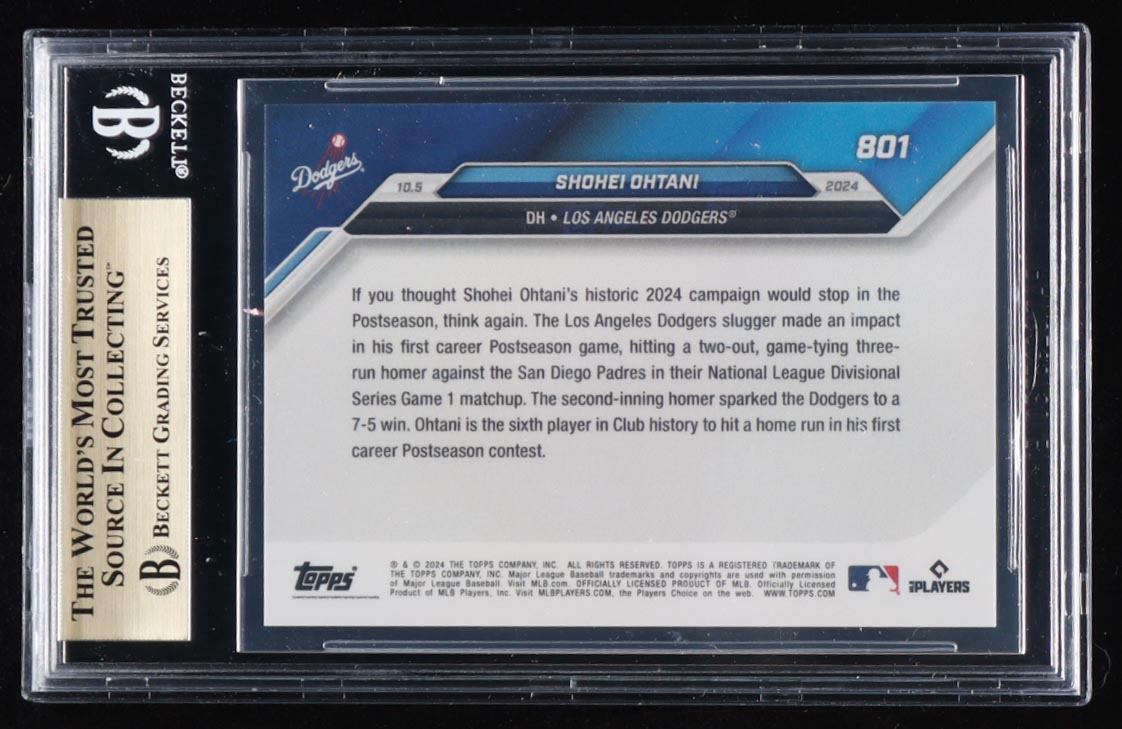 BECKETT®
B
THE WORLD'S MOST TRUSTED
SOURCE IN COLLECTING™
B BECKETT GRADING SERVICES
Dodgers
801
10.5
SHOHEI OHTANI
2024
DH • LOS ANGELES DODGERS®
If you thought Shohei Ohtani's historic 2024 campaign would stop in the
Postseason, think again. The Los Angeles Dodgers slugger made an impact
in his first career Postseason game, hitting a two-out, game-tying three-
run homer against the San Diego Padres in their National League Divisional
Series Game 1 matchup. The second-inning homer sparked the Dodgers to a
7-5 win. Ohtani is the sixth player in Club history to hit a home run in his first
career Postseason contest.
Topps
® & © 2024 THE TOPPS COMPANY, INC. ALL RIGHTS RESERVED. TOPPS IS A REGISTERED TRADEMARK OF
THE TOPPS COMPANY, INC. Major League Baseball trademarks and copyrights are used with permission
of Major League Baseball. Visit MLB.com. OFFICIALLY LICENSED PRODUCT OF MLB. Officially Licensed
Product of MLB Players, Inc. Visit MLBPLAYERS.COM, the Players Choice on the web. WWW.TOPPS.COM
MLB PLAYERS